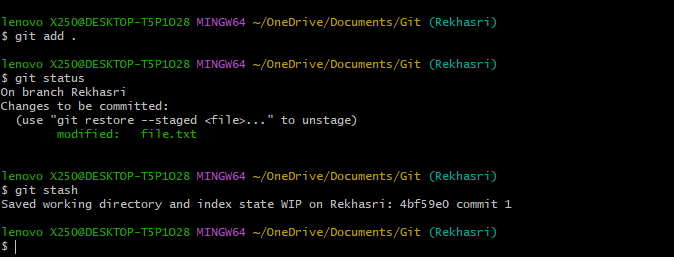 lenovo X250@DESKTOP-T5P1O28 MINGW64 ~/OneDrive/Documents/Git (Rekhasri)
$ git add .
lenovo X250@DESKTOP-T5P1O28 MINGW64 ~/OneDrive/Documents/Git (Rekhasri)
$ git status
On branch Rekhasri
Changes to be committed:
  (use "git restore --staged <file>..." to unstage)
        modified:   file.txt
lenovo X250@DESKTOP-T5P1O28 MINGW64 ~/OneDrive/Documents/Git (Rekhasri)
$ git stash
Saved working directory and index state WIP on Rekhasri: 4bf59e0 commit 1
lenovo X250@DESKTOP-T5P1O28 MINGW64 ~/OneDrive/Documents/Git (Rekhasri)
$